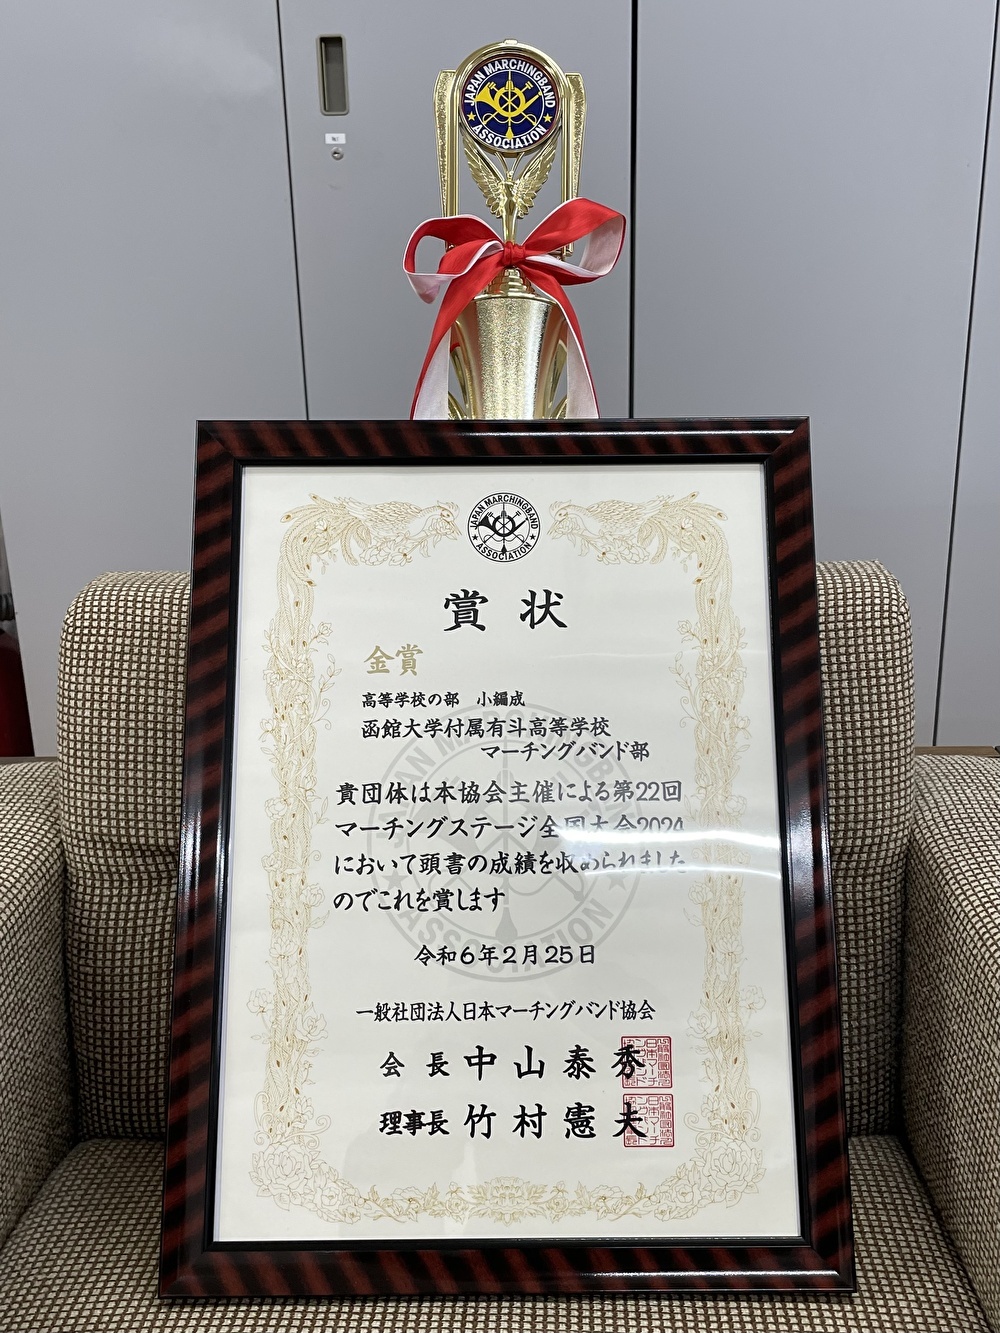 JAPAN MARCHINGBAND ASSOCIATION
JAPAN MARCHINGBAND ASSOCIATION
賞状
金賞
高等学校の部 小編成
函館大学付属有斗高等学校
マーチングバンド部
貴団体は本協会主催による第22回
マーチングステージ全国大会2024
において頭書の成績を収められました
のでこれを賞します
令和6年2月25日
一般社団法人日本マーチングバンド協会
会長 中山泰秀
理事長 竹村憲夫